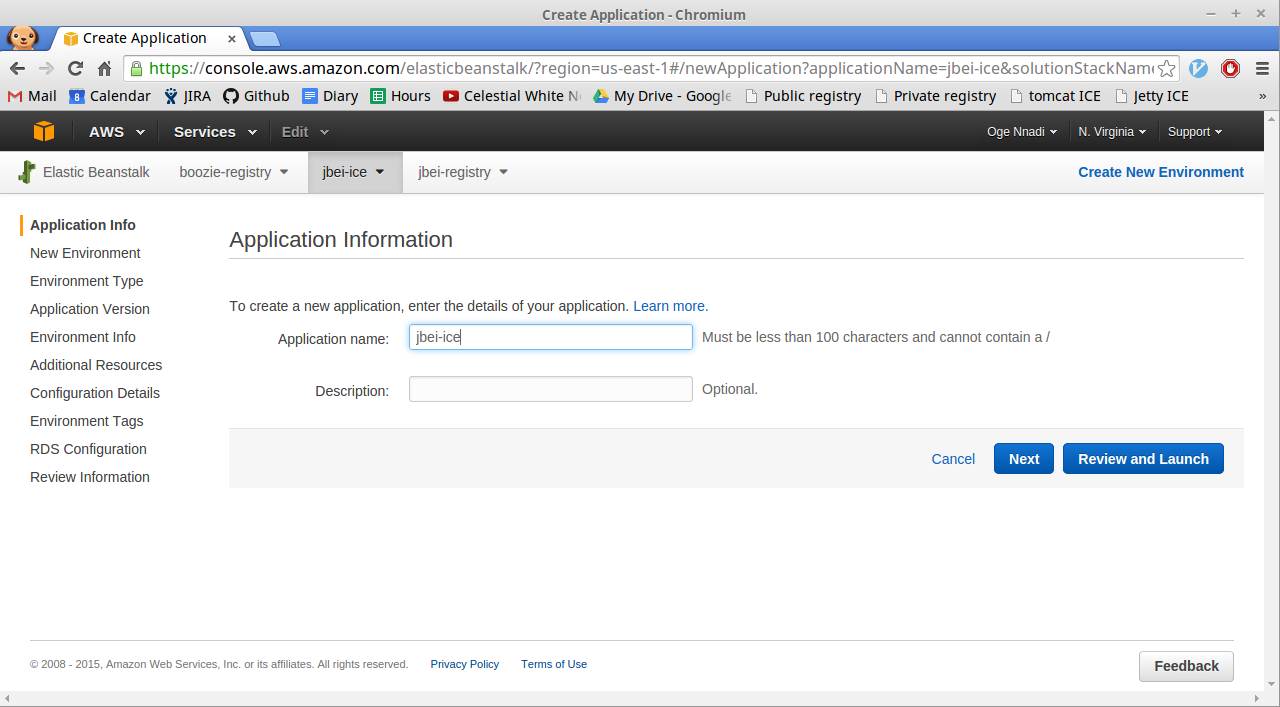 Create Application - Chromium
Create Application
https://console.aws.amazon.com/elasticbeanstalk/?region=us-east-1#/newApplication?applicationName=jbei-ice&solutionStackName
Mail Calendar JIRA Github Diary Hours Celestial White My Drive - Google Public registry Private registry tomcat ICE Jetty ICE »
AWS Services Edit Oge Nnadi N. Virginia Support
Elastic Beanstalk boozie-registry jbei-ice jbei-registry Create New Environment
Application Info
New Environment
Environment Type
Application Version
Environment Info
Additional Resources
Configuration Details
Environment Tags
RDS Configuration
Review Information
Application Information
To create a new application, enter the details of your application. Learn more.
Application name: jbei-ice Must be less than 100 characters and cannot contain a /
Description: Optional.
Cancel Next Review and Launch
© 2008 - 2015, Amazon Web Services, Inc. or its affiliates. All rights reserved. Privacy Policy Terms of Use Feedback